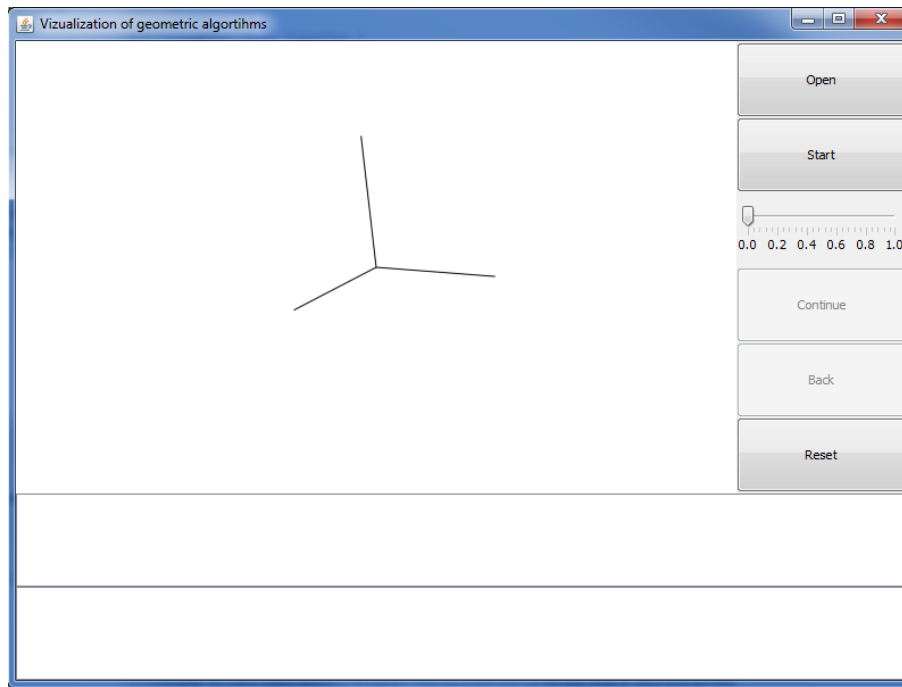 Vizualization of geometric algortihms
Open
Start
0.0 0.2 0.4 0.6 0.8 1.0
Continue
Back
Reset